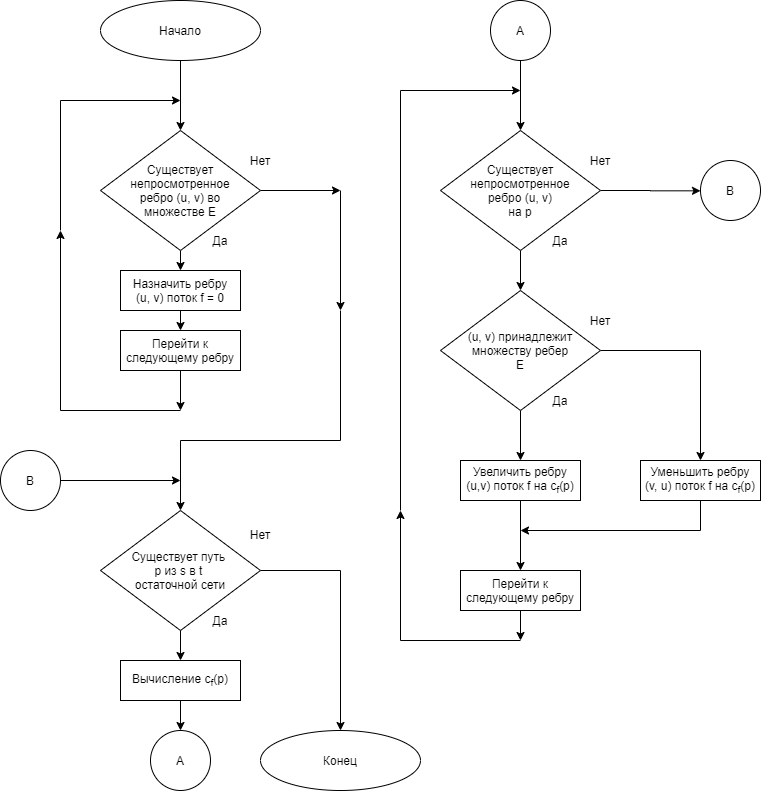 Начало
Существует
непросмотренное
ребро (u, v) во
множестве E
Нет
Да
Назначить ребру
(u, v) поток f = 0
Перейти к
следующему ребру
B
Существует путь
p из s в t
остаточной сети
Нет
Да
Вычисление cf(p)
A
Конец
A
Существует
непросмотренное
ребро (u, v)
на p
Нет
B
Да
(u, v) принадлежит
множеству ребер
E
Нет
Да
Увеличить ребру
(u,v) поток f на cf(p)
Уменьшить ребру
(v, u) поток f на cf(p)
Перейти к
следующему ребру